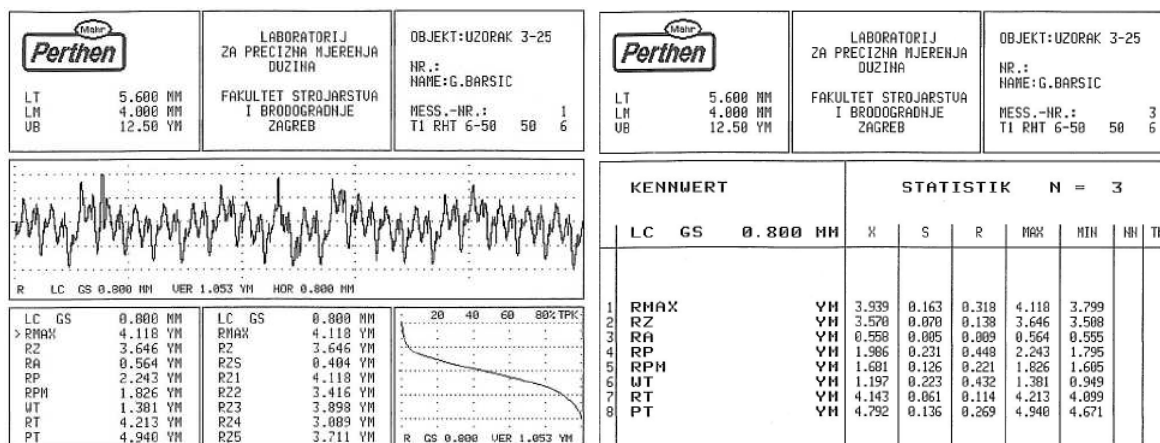 Mahr
Perthen
LT 5.600 MM
LM 4.000 MM
VB 12.50 YM
LABORATORIJ
ZA PRECIZNA MJERENJA
DUZINA
FAKULTET STROJARSTVA
I BRODOGRADNJE
ZAGREB
OBJEKT:UZORAK 3-25
NR.:
NAME:G.BARSIC
MESS.-NR.: 1
T1 RHT 6-50 50 6
R LC GS 0.800 MM VER 1.053 YM HOR 0.800 MM
LC GS 0.800 MM
>RMAX 4.118 YM
RZ 3.646 YM
RA 0.564 YM
RP 2.243 YM
RPM 1.826 YM
WT 1.381 YM
RT 4.213 YM
PT 4.940 YM
LC GS 0.800 MM
RMAX 4.118 YM
RZ 3.646 YM
RZS 0.404 YM
RZ1 4.118 YM
RZ2 3.416 YM
RZ3 3.898 YM
RZ4 3.089 YM
RZ5 3.711 YM
20 40 60 80% TPK
R GS 0.800 VER 1.053 YM
Mahr
Perthen
LT 5.600 MM
LM 4.000 MM
VB 12.50 YM
LABORATORIJ
ZA PRECIZNA MJERENJA
DUZINA
FAKULTET STROJARSTVA
I BRODOGRADNJE
ZAGREB
OBJEKT:UZORAK 3-25
NR.:
NAME:G.BARSIC
MESS.-NR.: 3
T1 RHT 6-50 50 6
KENNWERT STATISTIK N = 3
LC GS 0.800 MM X S R MAX MIN NN
1 RMAX YM 3.939 0.163 0.318 4.118 3.799
2 RZ YM 3.570 0.070 0.138 3.646 3.508
3 RA YM 0.558 0.005 0.009 0.564 0.555
4 RP YM 1.986 0.231 0.448 2.243 1.795
5 RPM YM 1.681 0.126 0.221 1.826 1.605
6 WT YM 1.197 0.223 0.432 1.381 0.949
7 RT YM 4.143 0.061 0.114 4.213 4.099
8 PT YM 4.792 0.136 0.269 4.940 4.671